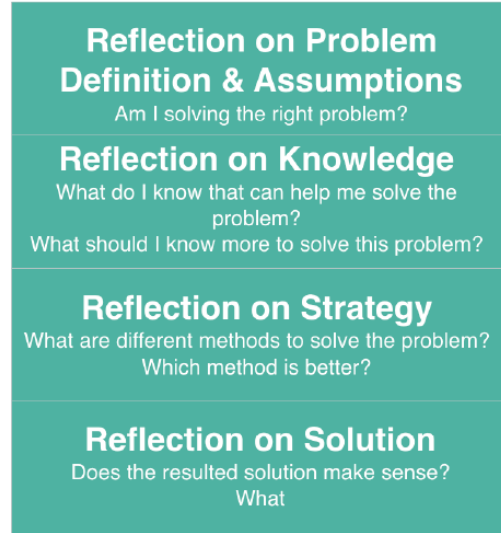 Reflection on Problem
Definition & Assumptions
Am I solving the right problem?
Reflection on Knowledge
What do I know that can help me solve the
problem?
What should I know more to solve this problem?
Reflection on Strategy
What are different methods to solve the problem?
Which method is better?
Reflection on Solution
Does the resulted solution make sense?
What